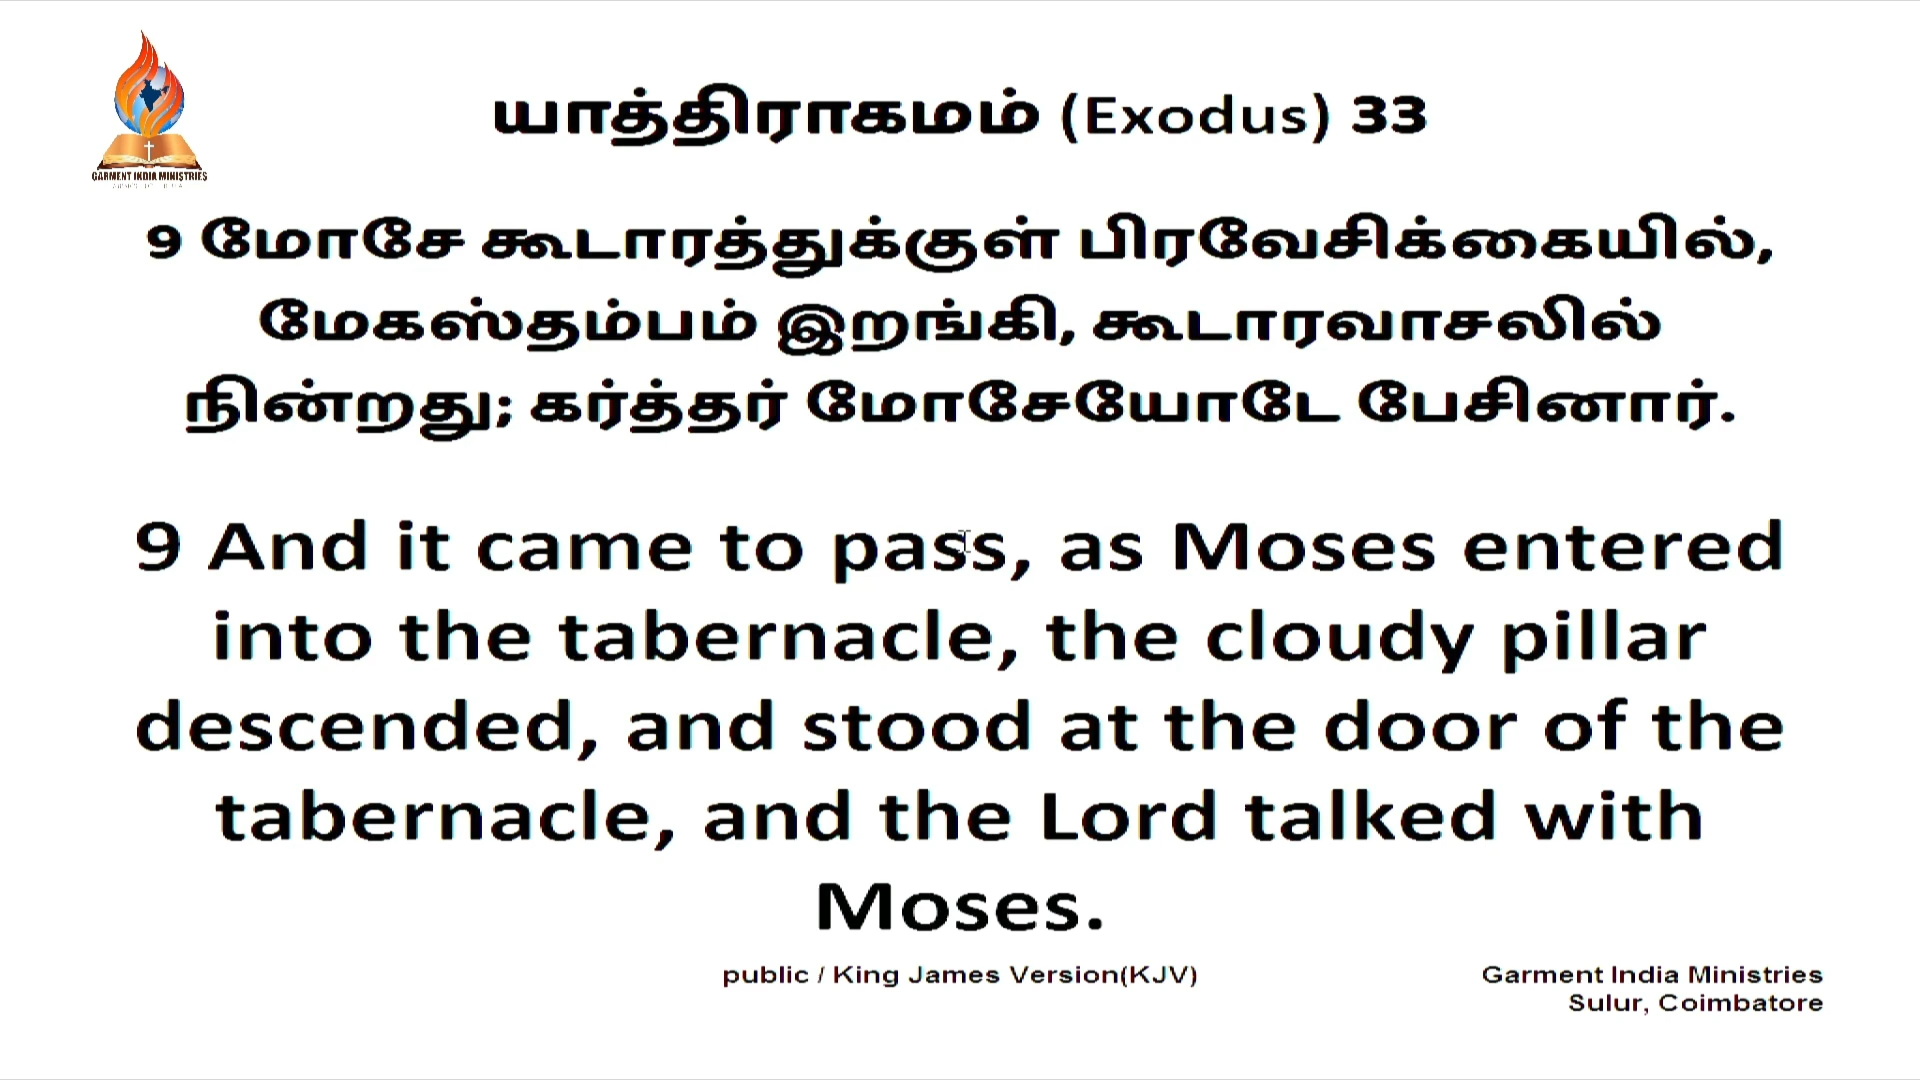 GARMENT INDIA MINISTRIES
யாத்திராகமம் (Exodus) 33
9 மோசே கூடாரத்துக்குள் பிரவேசிக்கையில்,
மேகஸ்தம்பம் இறங்கி, கூடாரவாசலில்
நின்றது; கர்த்தர் மோசேயோடே பேசினார்.
9 And it came to pass, as Moses entered
into the tabernacle, the cloudy pillar
descended, and stood at the door of the
tabernacle, and the Lord talked with
Moses.
public / King James Version(KJV)
Garment India Ministries
Sulur, Coimbatore